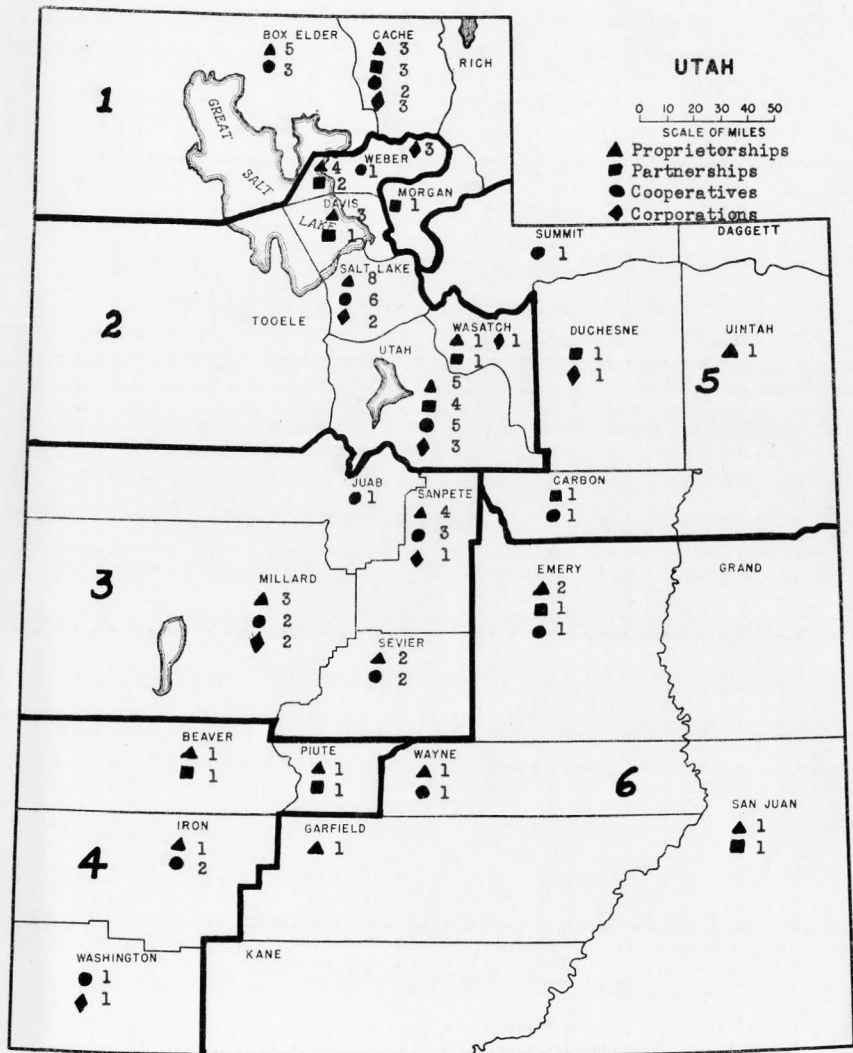 UTAH
0 10 20 30 40 50
SCALE OF MILES
▲ Proprietorships
■ Partnerships
● Cooperatives
◆ Corporations
1
BOX ELDER
▲ 5
● 3
CACHE
▲ 3
■ 3
● 2
◆ 3
RICH
GREAT
SALT
LAKE
WEBER
▲ 4
■ 2
● 1
◆ 3
MORGAN
■ 1
2
DAVIS
▲ 3
■ 1
SALT LAKE
▲ 8
● 6
◆ 2
TOOELE
UTAH
▲ 5
■ 4
● 5
◆ 3
WASATCH
▲ 1 ◆ 1
■ 1
SUMMIT
● 1
DAGGETT
DUCHESNE
■ 1
◆ 1
UINTAH
▲ 1
5
CARBON
■ 1
● 1
3
JUAB
● 1
SANPETE
▲ 4
● 3
◆ 1
MILLARD
▲ 3
● 2
◆ 2
SEVIER
▲ 2
● 2
EMERY
▲ 2
■ 1
● 1
GRAND
BEAVER
▲ 1
■ 1
PIUTE
▲ 1
■ 1
WAYNE
▲ 1
● 1
6
SAN JUAN
▲ 1
■ 1
4
IRON
▲ 1
● 2
GARFIELD
▲ 1
WASHINGTON
● 1
◆ 1
KANE